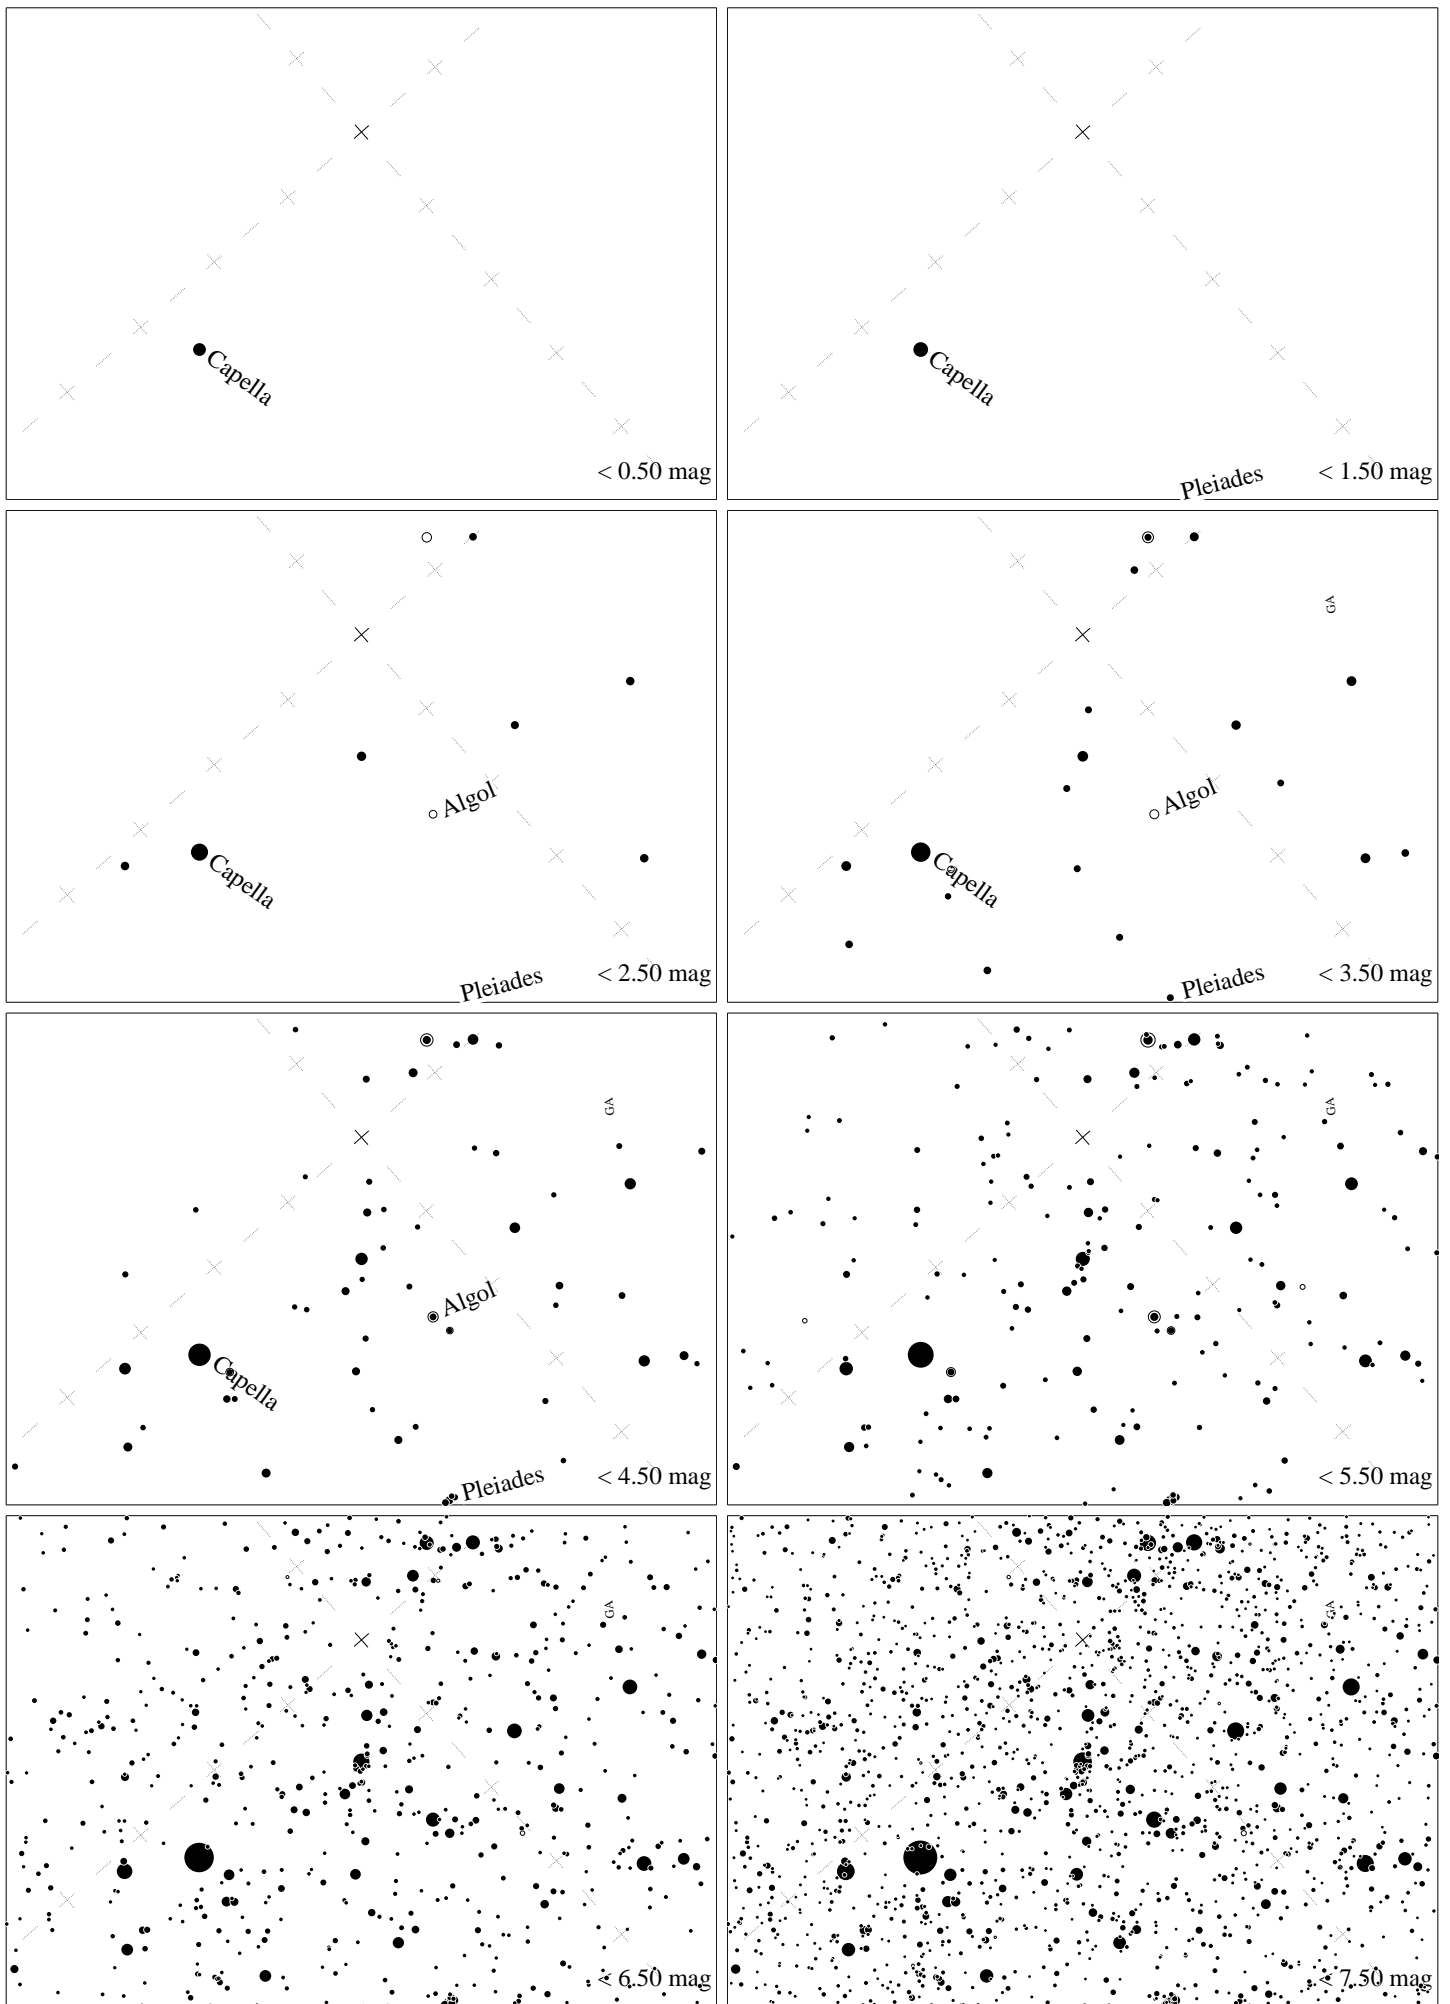 Capella
< 0.50 mag
Capella
Pleiades
< 1.50 mag
Algol
Capella
Pleiades
< 2.50 mag
GA
Algol
Capella
Pleiades
< 3.50 mag
GA
Algol
Capella
Pleiades
< 4.50 mag
GA
< 5.50 mag
GA
< 6.50 mag
GA
< 7.50 mag